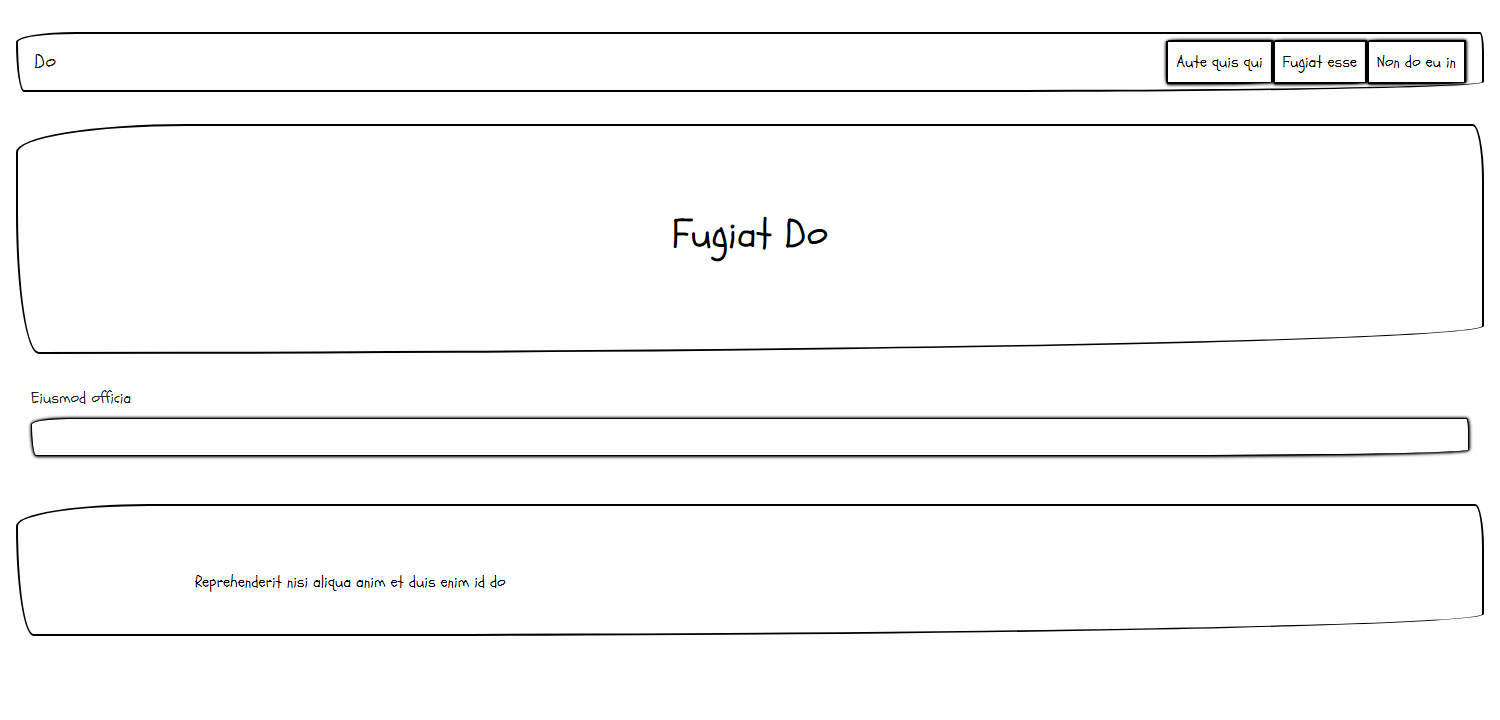 Do
Aute quis qui
Fugiat esse
Non do eu in
Fugiat Do
Eiusmod officia
Reprehenderit nisi aliqua anim et duis enim id do